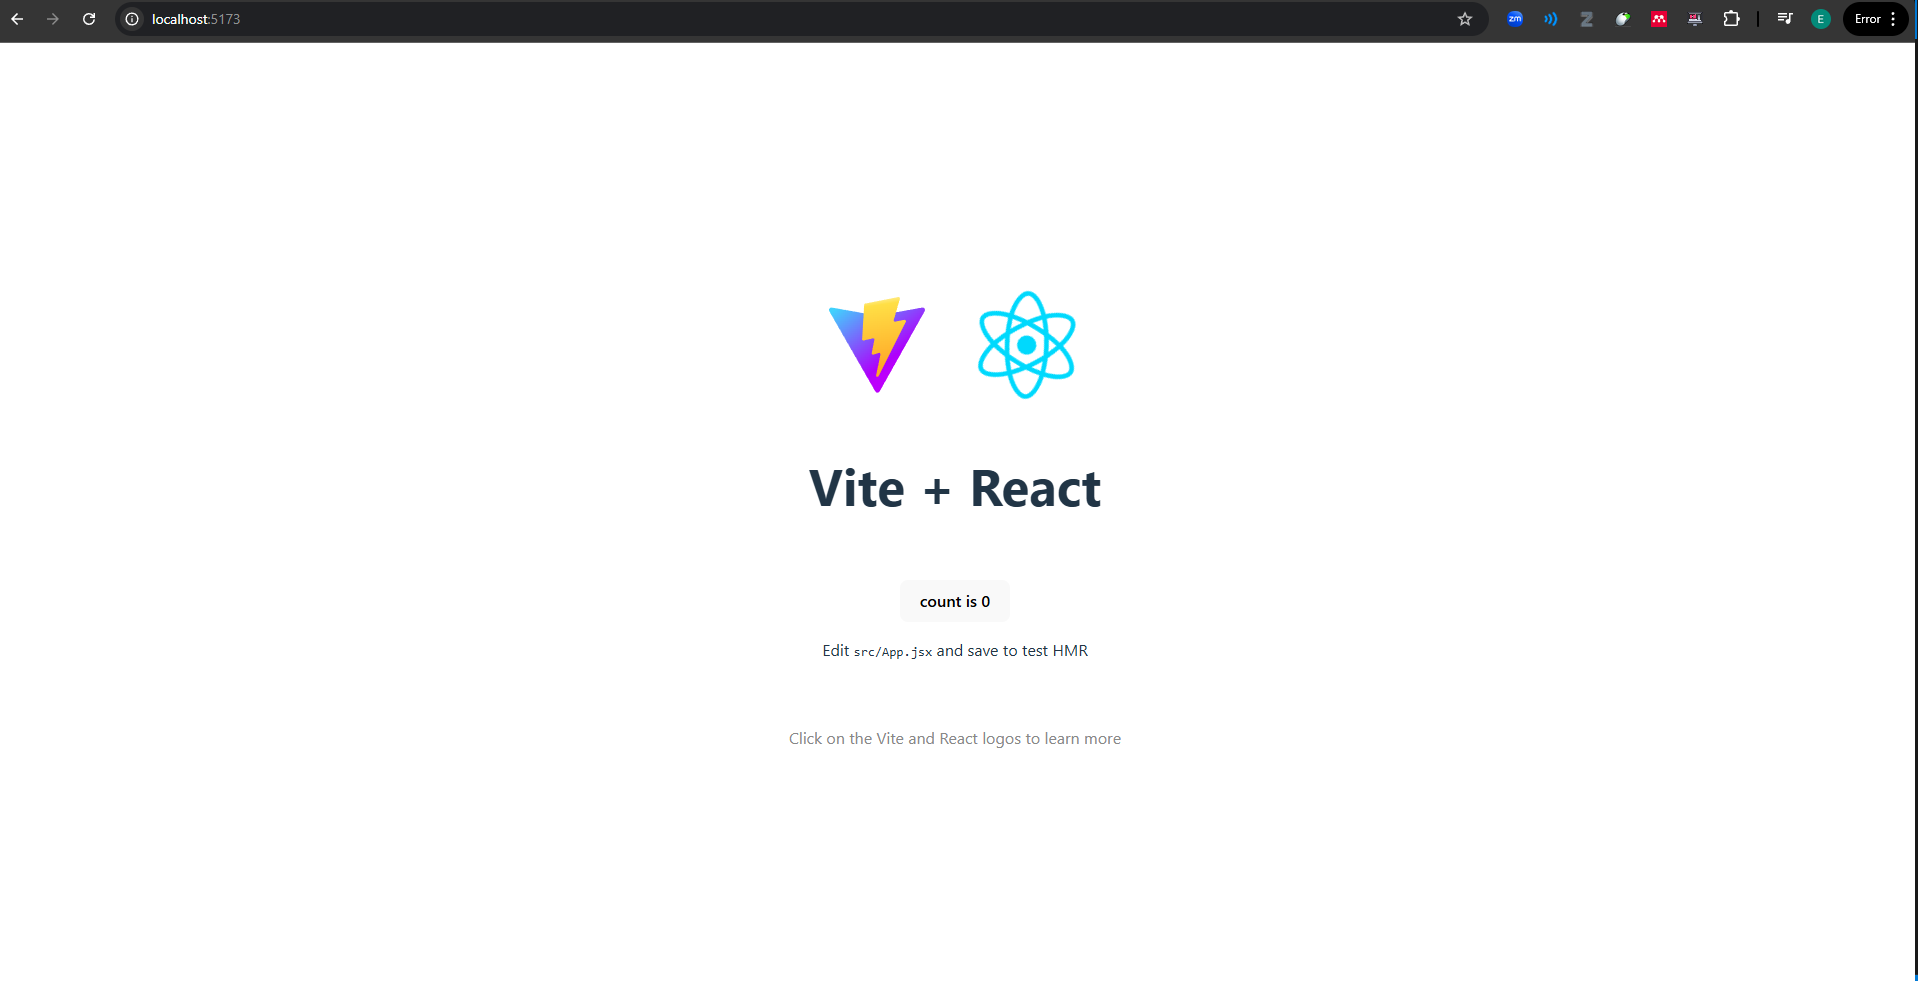 localhost:5173
zm
Z
E
Error
Vite + React
count is 0
Edit src/App.jsx and save to test HMR
Click on the Vite and React logos to learn more